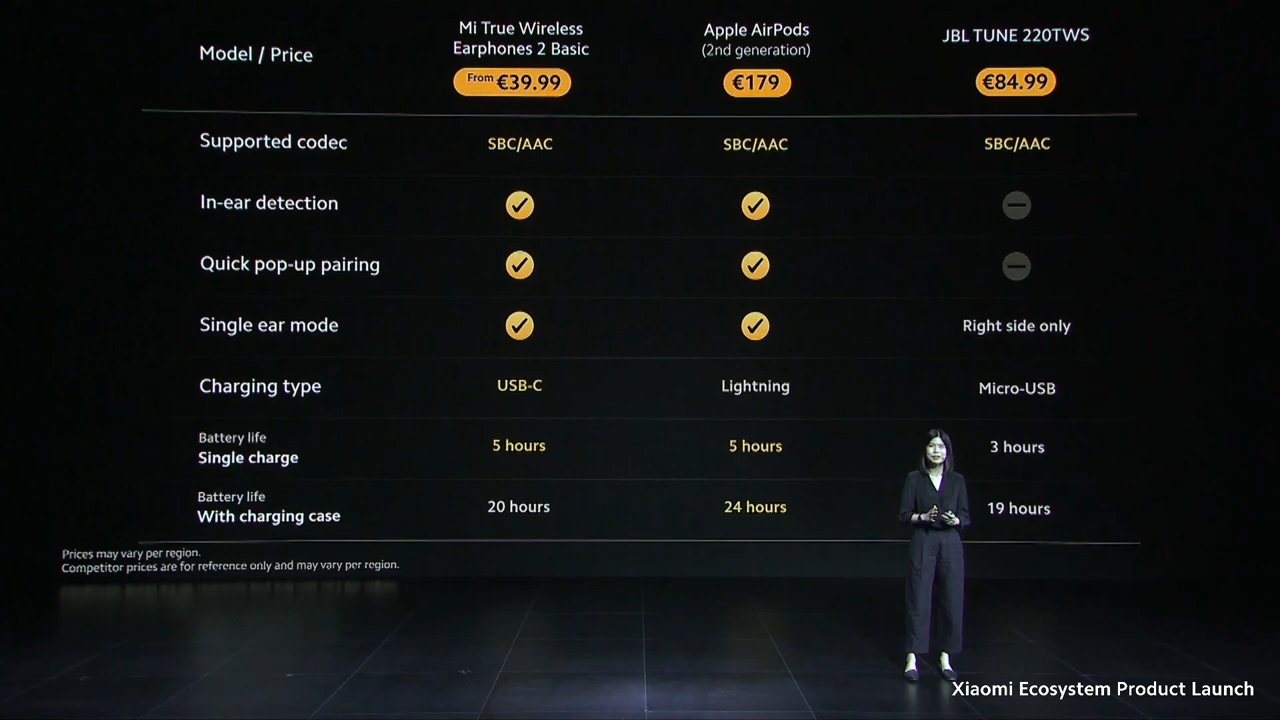 Model / Price
Mi True Wireless
Earphones 2 Basic
From €39.99
Apple AirPods
(2nd generation)
€179
JBL TUNE 220TWS
€84.99
Supported codec
SBC/AAC
SBC/AAC
SBC/AAC
In-ear detection
Quick pop-up pairing
Single ear mode
Right side only
Charging type
USB-C
Lightning
Micro-USB
Battery life
Single charge
5 hours
5 hours
3 hours
Battery life
With charging case
20 hours
24 hours
19 hours
Prices may vary per region.
Competitor prices are for reference only and may vary per region.
Xiaomi Ecosystem Product Launch